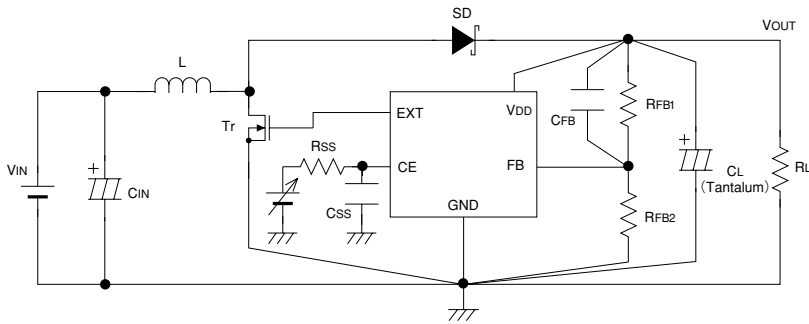 SD
VOUT
L
EXT
VDD
CFB
RFB1
Tr
RSS
CE
FB
VIN
+
CIN
CSS
GND
RFB2
+
CL
(Tantalum)
RL